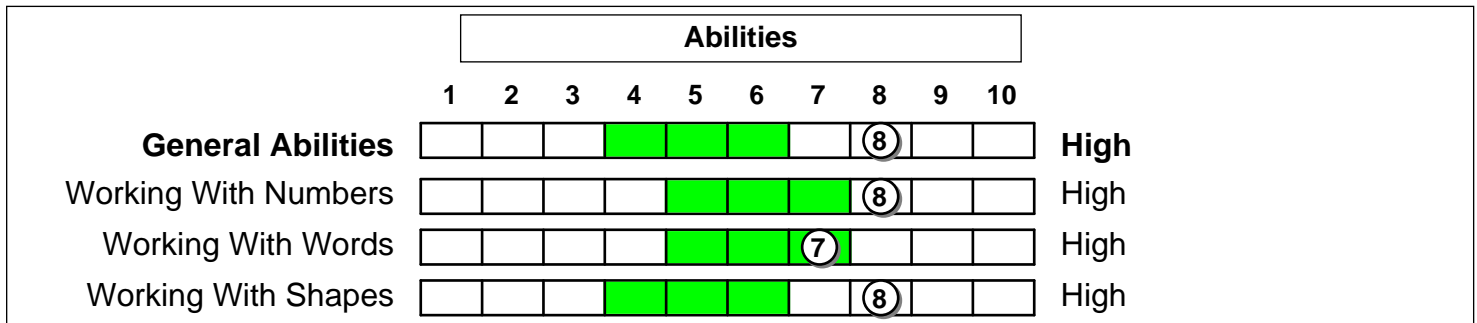 Abilities
1 2 3 4 5 6 7 8 9 10
General Abilities 8 High
Working With Numbers 8 High
Working With Words 7 High
Working With Shapes 8 High